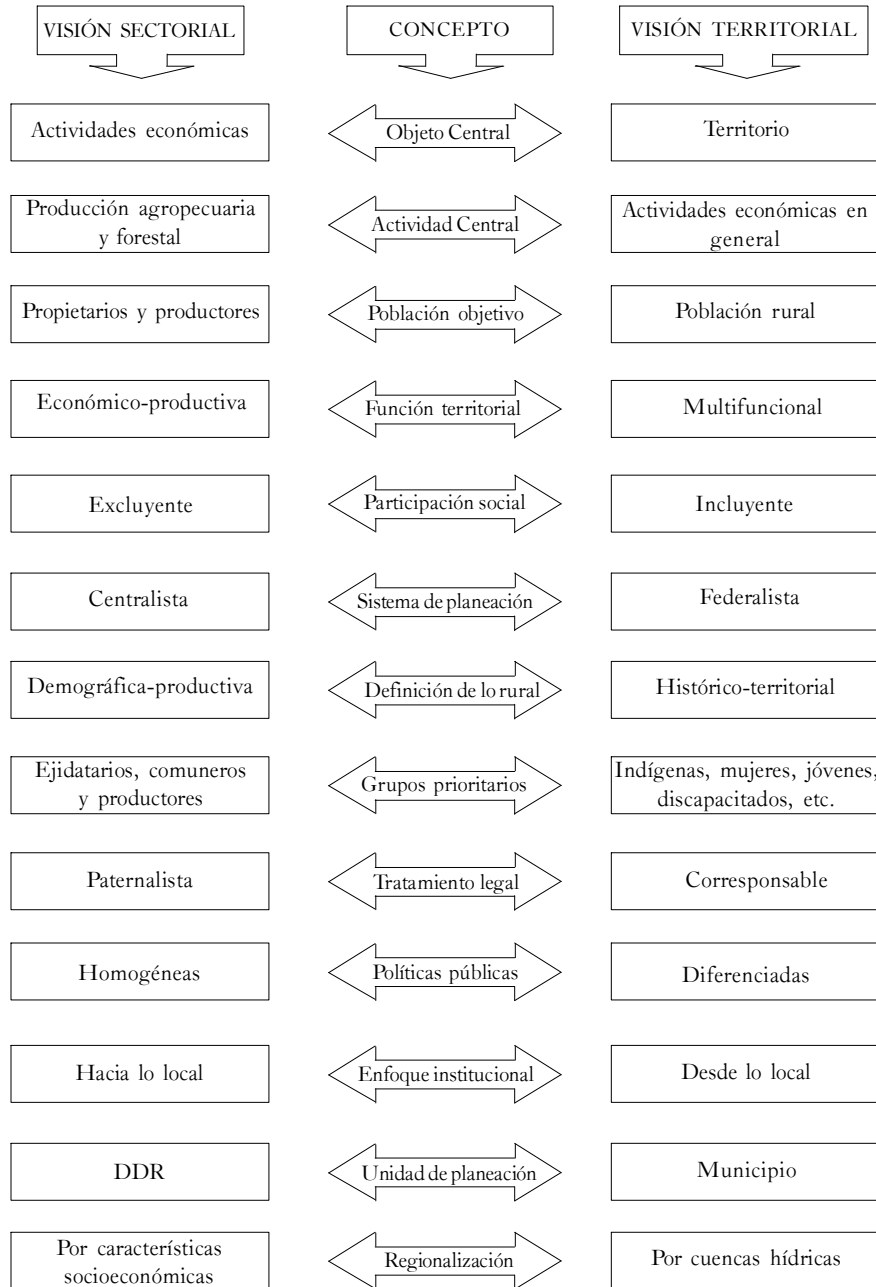 VISIÓN SECTORIAL
CONCEPTO
VISIÓN TERRITORIAL
Actividades económicas
Objeto Central
Territorio
Producción agropecuaria
y forestal
Actividad Central
Actividades económicas en
general
Propietarios y productores
Población objetivo
Población rural
Económico-productiva
Función territorial
Multifuncional
Excluyente
Participación social
Incluyente
Centralista
Sistema de planeación
Federalista
Demográfica-productiva
Definición de lo rural
Histórico-territorial
Ejidatarios, comuneros
y productores
Grupos prioritarios
Indígenas, mujeres, jóvenes,
discapacitados, etc.
Paternalista
Tratamiento legal
Corresponsable
Homogéneas
Políticas públicas
Diferenciadas
Hacia lo local
Enfoque institucional
Desde lo local
DDR
Unidad de planeación
Municipio
Por características
socioeconómicas
Regionalización
Por cuencas hídricas